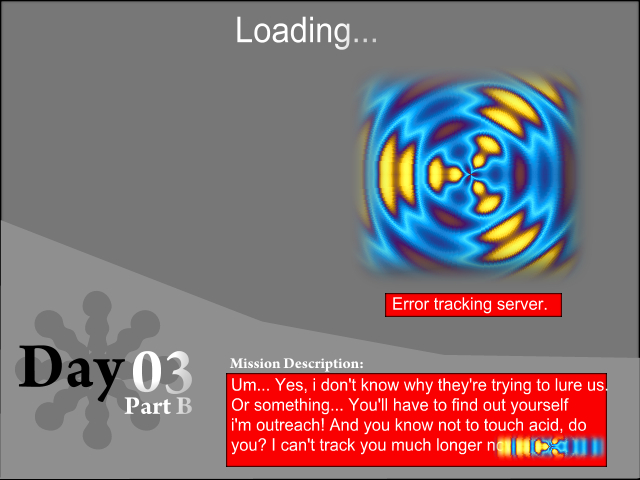 Loading...
Error tracking server.
Day 03
Part B
Mission Description:
Um... Yes, i don't know why they're trying to lure us.
Or something... You'll have to find out yourself
i'm outreach! And you know not to touch acid, do
you? I can't track you much longer